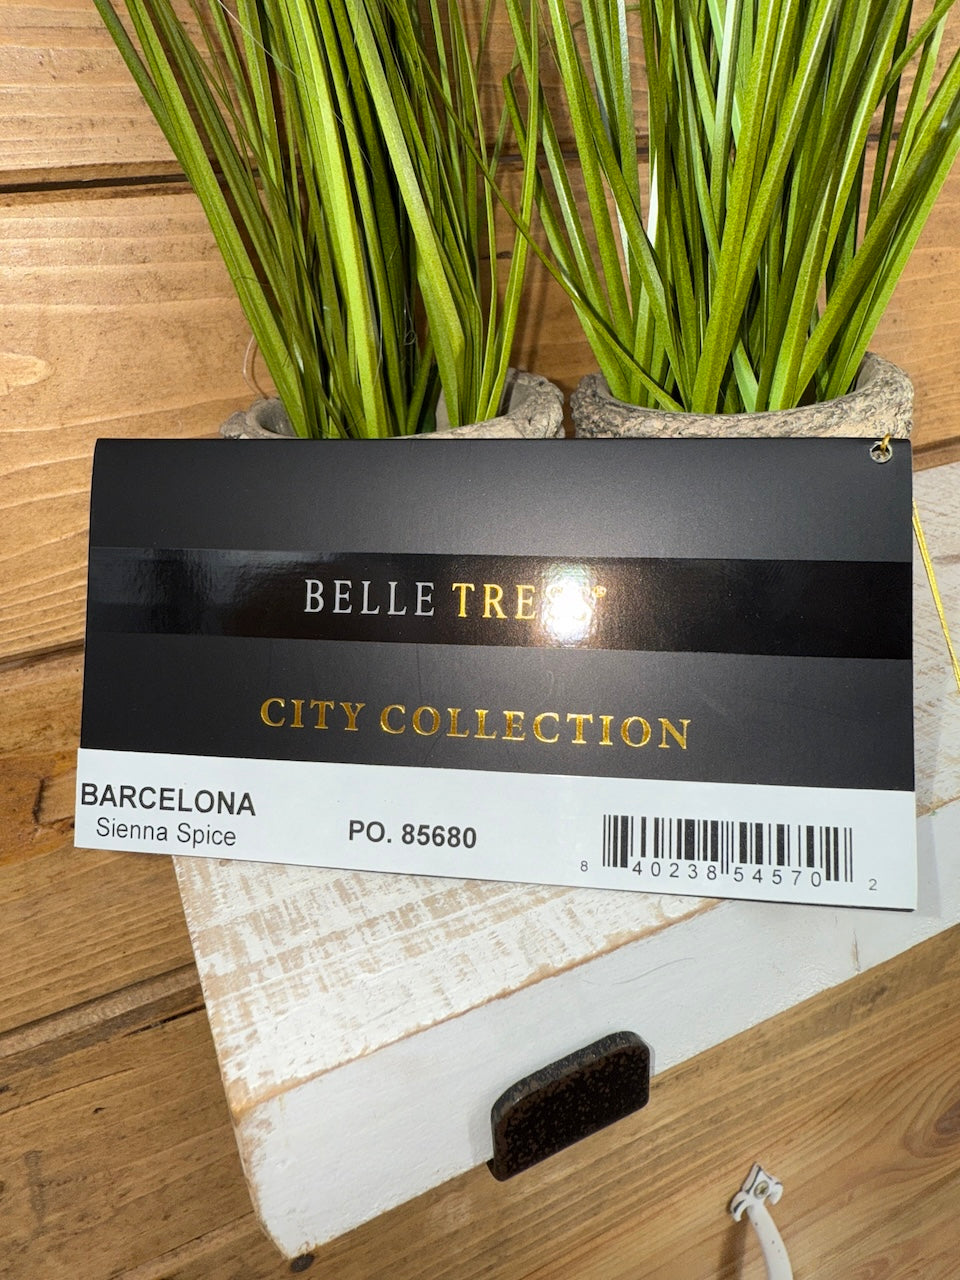 BELLE TRESS®
CITY COLLECTION
BARCELONA
Sienna Spice
PO. 85680
8 40238 54570 2